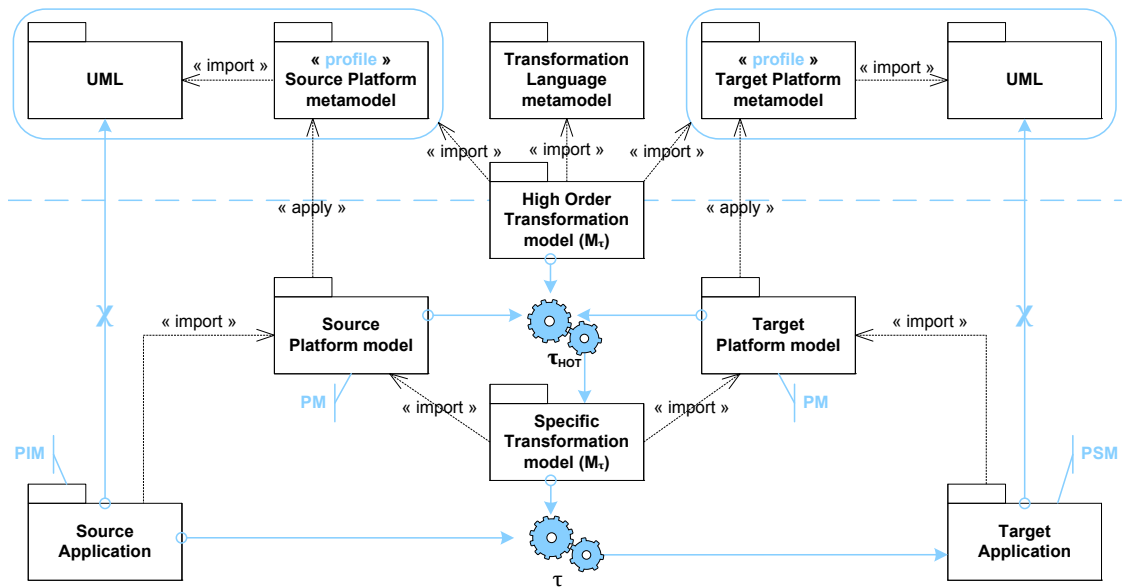 UML
« import »
« profile »
Source Platform
metamodel
Transformation
Language
metamodel
« profile »
Target Platform
metamodel
« import »
UML
« import »
« import »
« import »
« apply »
High Order
Transformation
model (Mτ)
« apply »
χ
« import »
Source
Platform model
τHOT
Target
Platform model
« import »
χ
PM
« import »
Specific
Transformation
model (Mτ)
« import »
PM
PIM
PSM
Source
Application
τ
Target
Application